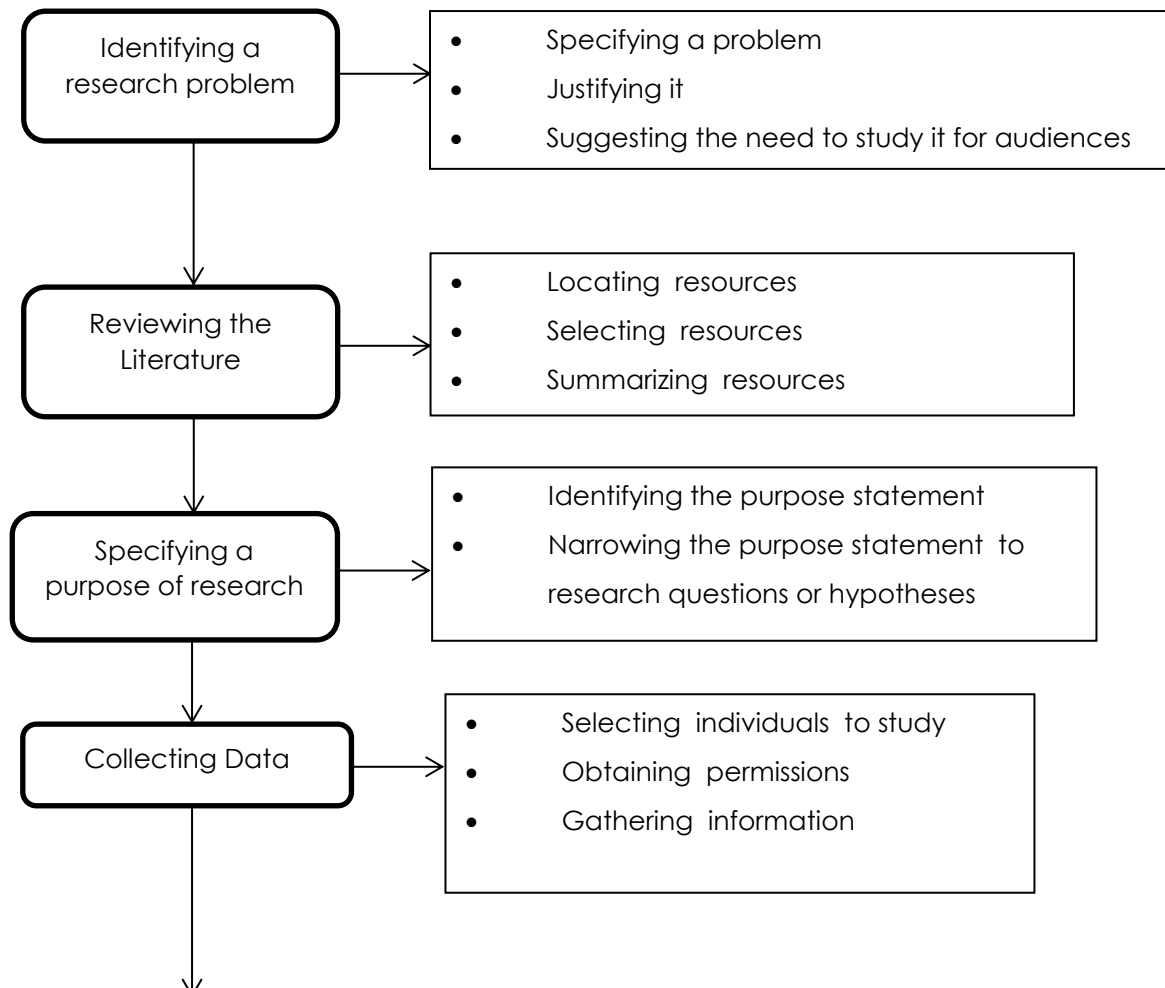 Identifying a
research problem
• Specifying a problem
• Justifying it
• Suggesting the need to study it for audiences
Reviewing the
Literature
• Locating resources
• Selecting resources
• Summarizing resources
Specifying a
purpose of research
• Identifying the purpose statement
• Narrowing the purpose statement to
research questions or hypotheses
Collecting Data
• Selecting individuals to study
• Obtaining permissions
• Gathering information